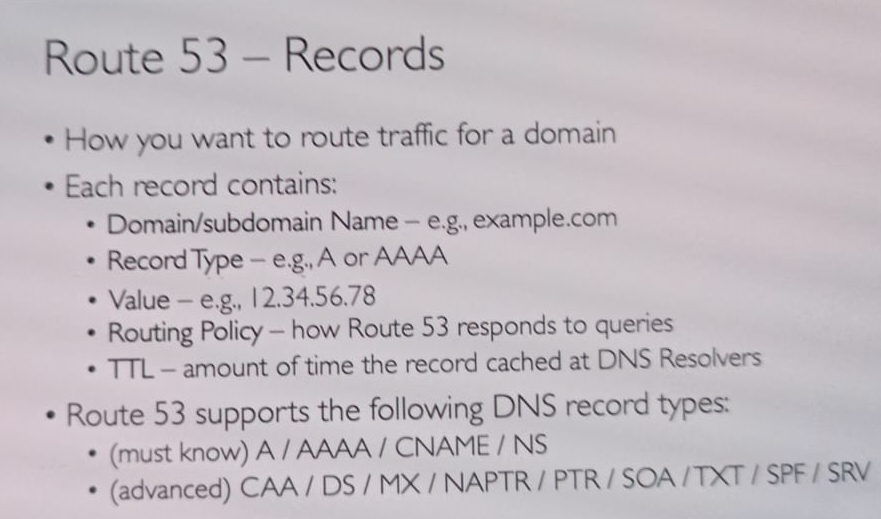 Route 53 – Records
• How you want to route traffic for a domain
• Each record contains:
• Domain/subdomain Name – e.g., example.com
• Record Type – e.g., A or AAAA
• Value – e.g., 12.34.56.78
• Routing Policy – how Route 53 responds to queries
• TTL – amount of time the record cached at DNS Resolvers
• Route 53 supports the following DNS record types:
• (must know) A / AAAA / CNAME / NS
• (advanced) CAA / DS / MX / NAPTR / PTR / SOA / TXT / SPF / SRV